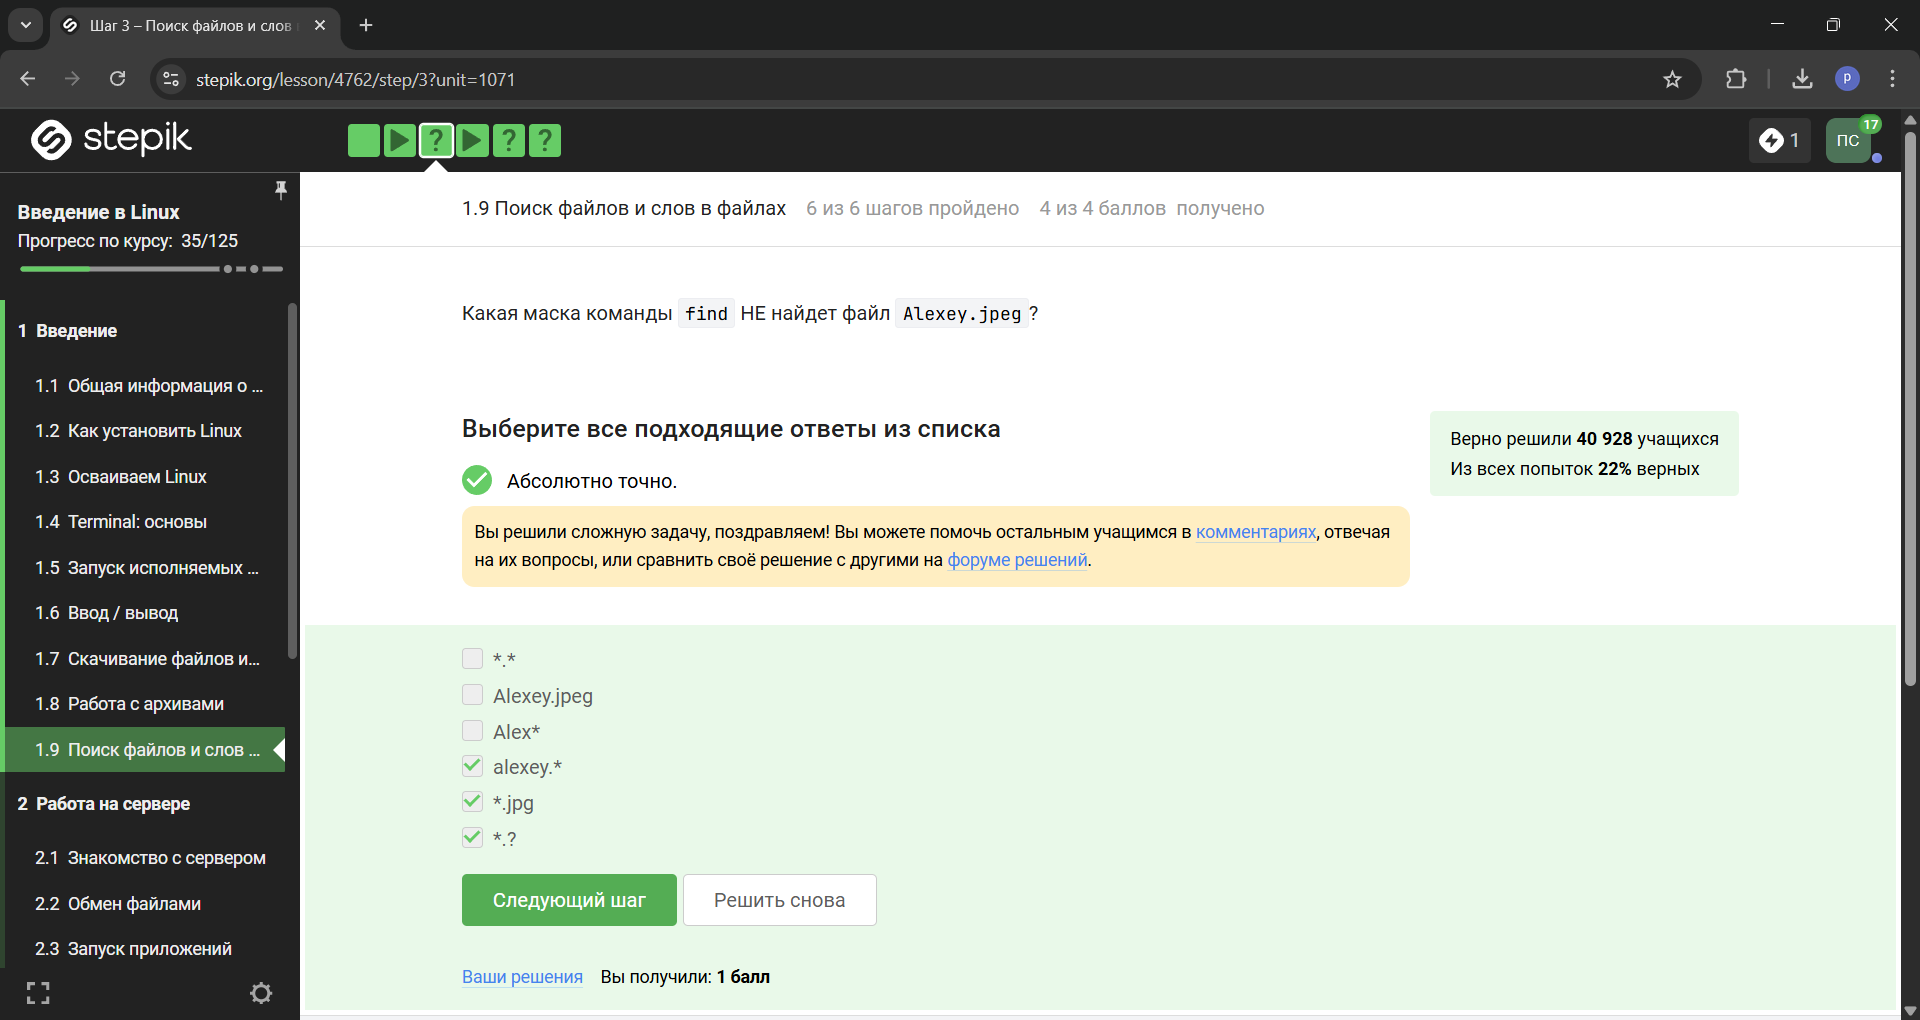 Шаг 3 – Поиск файлов и слов
stepik.org/lesson/4762/step/3?unit=1071
P
stepik
?
?
?
1
ПС
17
Введение в Linux
Прогресс по курсу: 35/125
1 Введение
1.1 Общая информация о ...
1.2 Как установить Linux
1.3 Осваиваем Linux
1.4 Terminal: основы
1.5 Запуск исполняемых ...
1.6 Ввод / вывод
1.7 Скачивание файлов и...
1.8 Работа с архивами
1.9 Поиск файлов и слов ...
2 Работа на сервере
2.1 Знакомство с сервером
2.2 Обмен файлами
2.3 Запуск приложений
1.9 Поиск файлов и слов в файлах 6 из 6 шагов пройдено 4 из 4 баллов получено
Какая маска команды find НЕ найдет файл Alexey.jpeg?
Выберите все подходящие ответы из списка
Абсолютно точно.
Вы решили сложную задачу, поздравляем! Вы можете помочь остальным учащимся в комментариях, отвечая
на их вопросы, или сравнить своё решение с другими на форуме решений.
Верно решили 40 928 учащихся
Из всех попыток 22% верных
*.*
Alexey.jpeg
Alex*
alexey.*
*.jpg
*.?
Следующий шаг
Решить снова
Ваши решения Вы получили: 1 балл